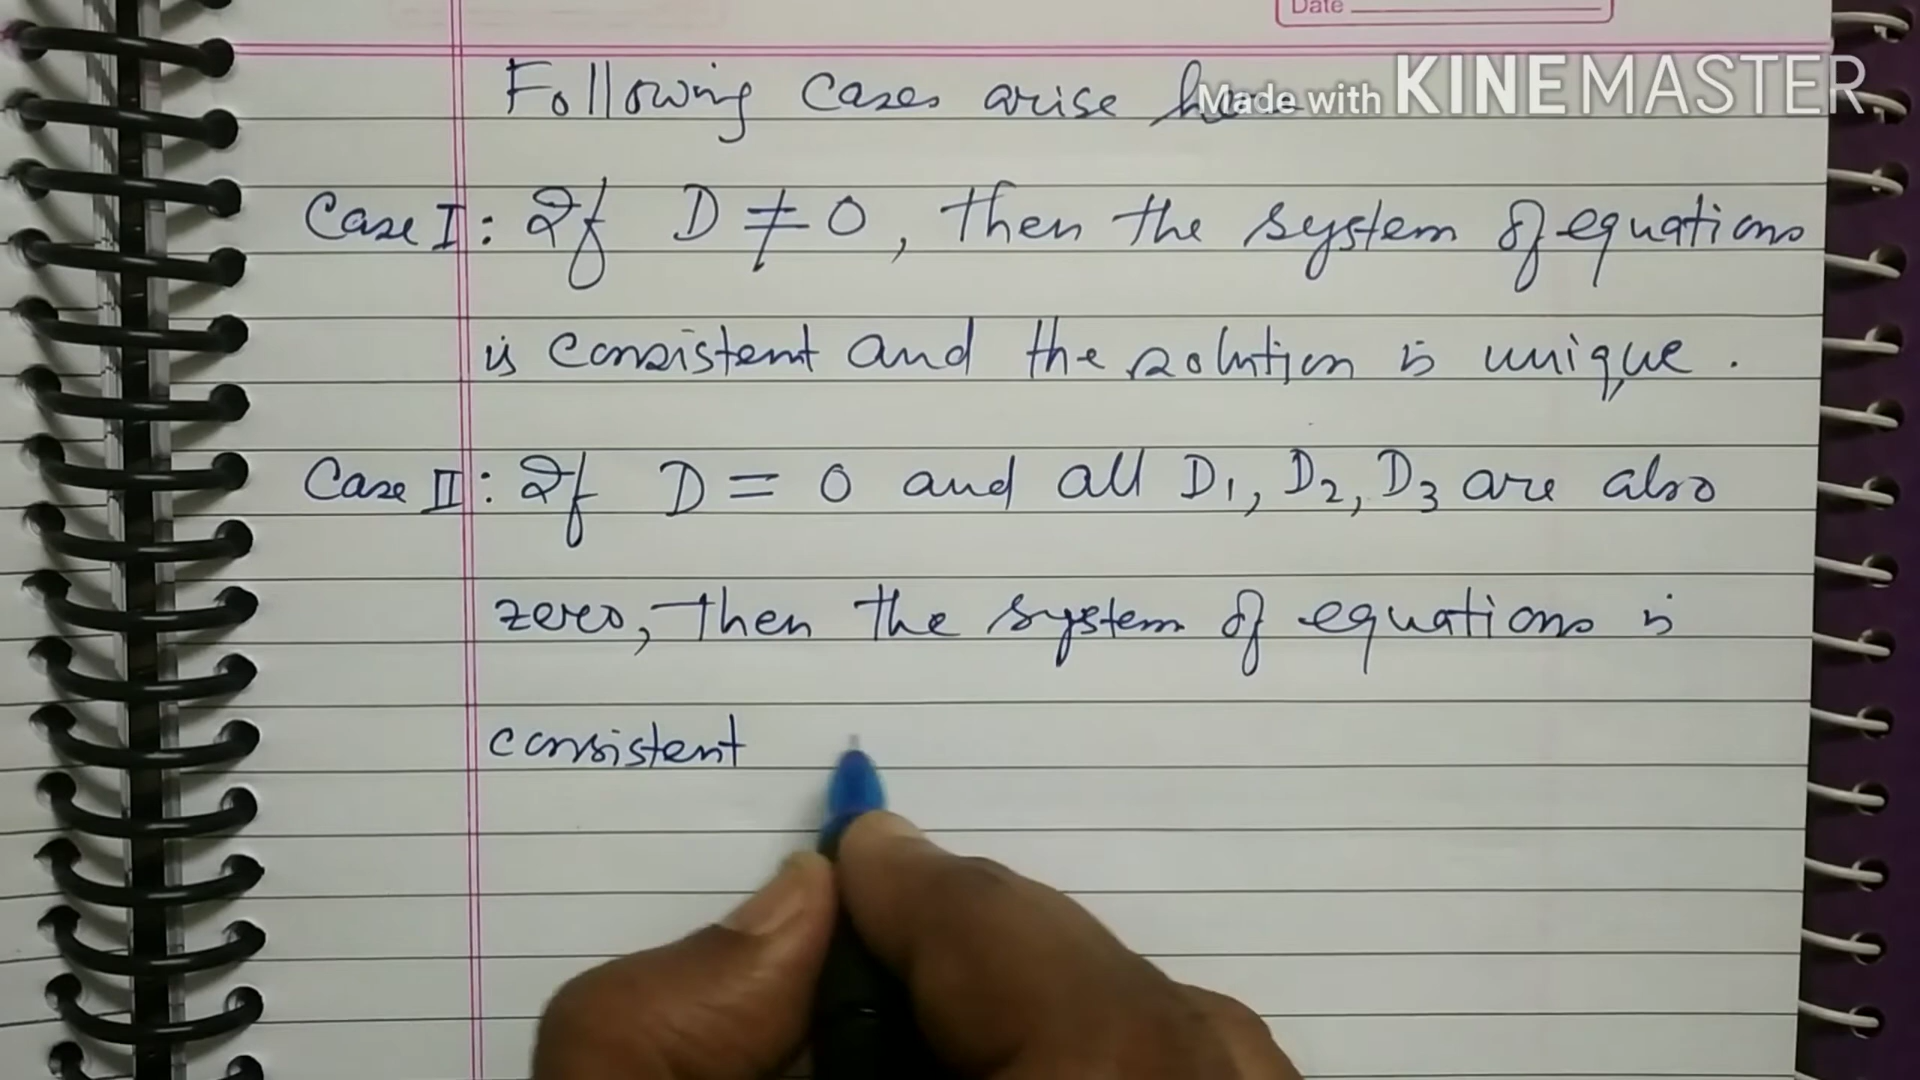 Date
Made with KINEMASTER
Following cases arise
Case I : If D ≠ 0, then the system of equations
is consistent and the solution is unique.
Case II : If D = 0 and all D1, D2, D3 are also
zero, then the system of equations is
consistent